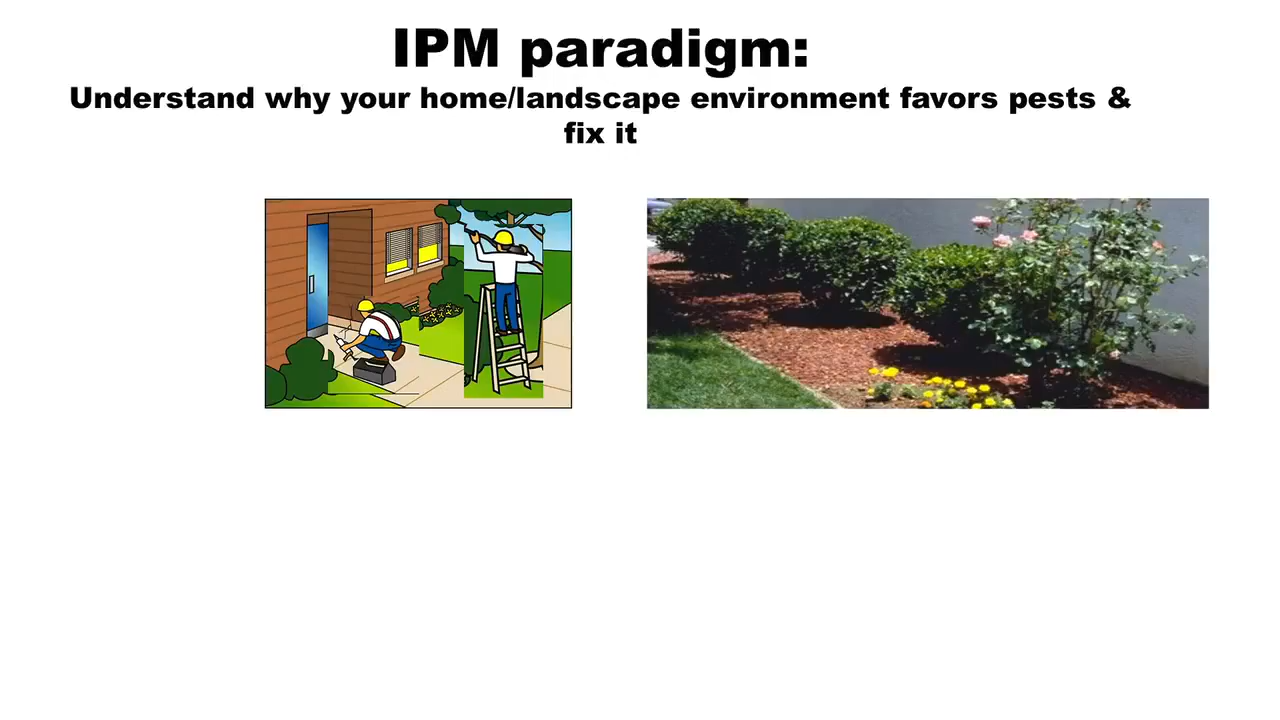 IPM paradigm:
Understand why your home/landscape environment favors pests &
fix it